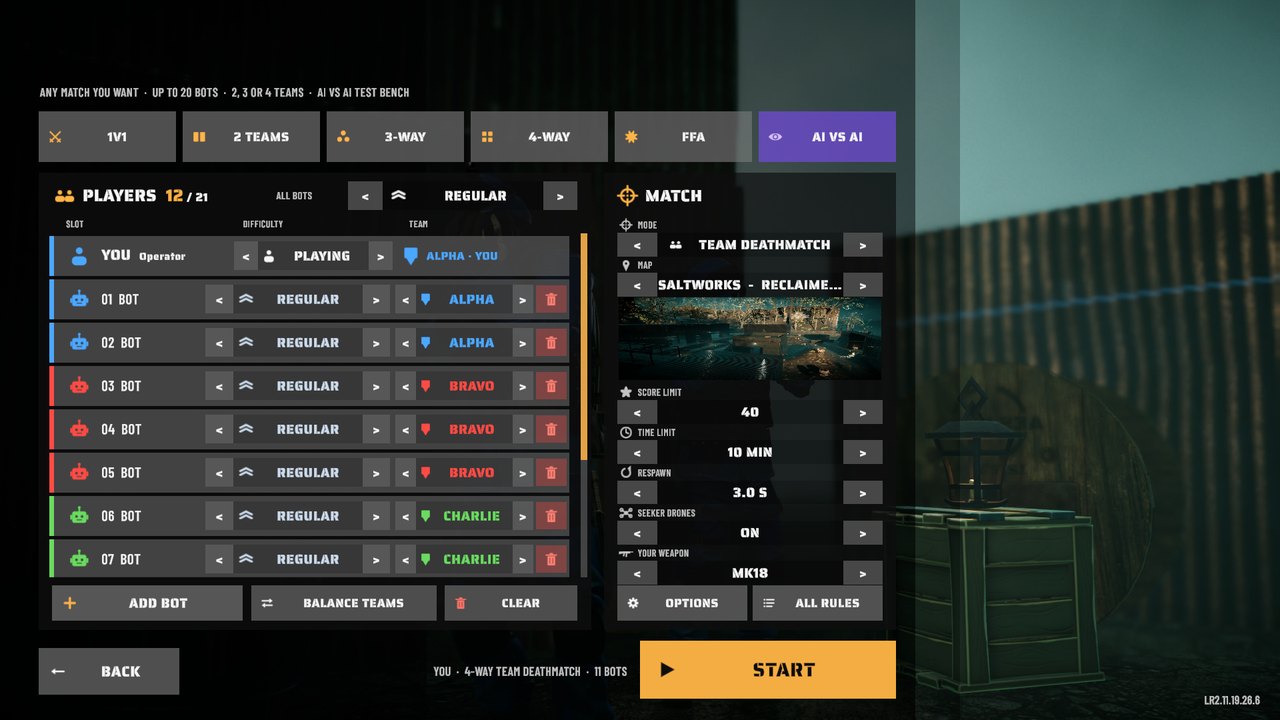 ANY MATCH YOU WANT · UP TO 20 BOTS · 2, 3 OR 4 TEAMS · AI VS AI TEST BENCH
1V1
2 TEAMS
3-WAY
4-WAY
FFA
AI VS AI
PLAYERS 12 / 21
ALL BOTS
< REGULAR >
SLOT DIFFICULTY TEAM
YOU Operator < PLAYING > ALPHA · YOU
01 BOT < REGULAR > < ALPHA >
02 BOT < REGULAR > < ALPHA >
03 BOT < REGULAR > < BRAVO >
04 BOT < REGULAR > < BRAVO >
05 BOT < REGULAR > < BRAVO >
06 BOT < REGULAR > < CHARLIE >
07 BOT < REGULAR > < CHARLIE >
ADD BOT
BALANCE TEAMS
CLEAR
MATCH
MODE
< TEAM DEATHMATCH >
MAP
< SALTWORKS - RECLAIME... >
SCORE LIMIT
< 40 >
TIME LIMIT
< 10 MIN >
RESPAWN
< 3.0 S >
SEEKER DRONES
< ON >
YOUR WEAPON
< MK18 >
OPTIONS
ALL RULES
BACK
YOU · 4-WAY TEAM DEATHMATCH · 11 BOTS
START
LR2.11.19.26.6